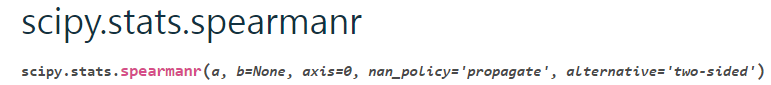 scipy.stats.spearmanr
scipy.stats.spearmanr(a, b=None, axis=0, nan_policy='propagate', alternative='two-sided')